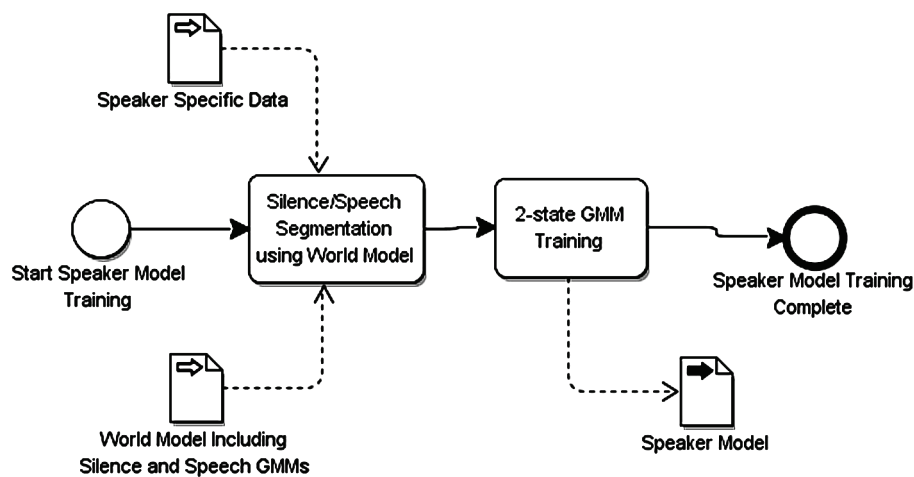 Speaker Specific Data
Silence/Speech
Segmentation
using World Model
2-state GMM
Training
Start Speaker Model
Training
Speaker Model Training
Complete
World Model Including
Silence and Speech GMMs
Speaker Model